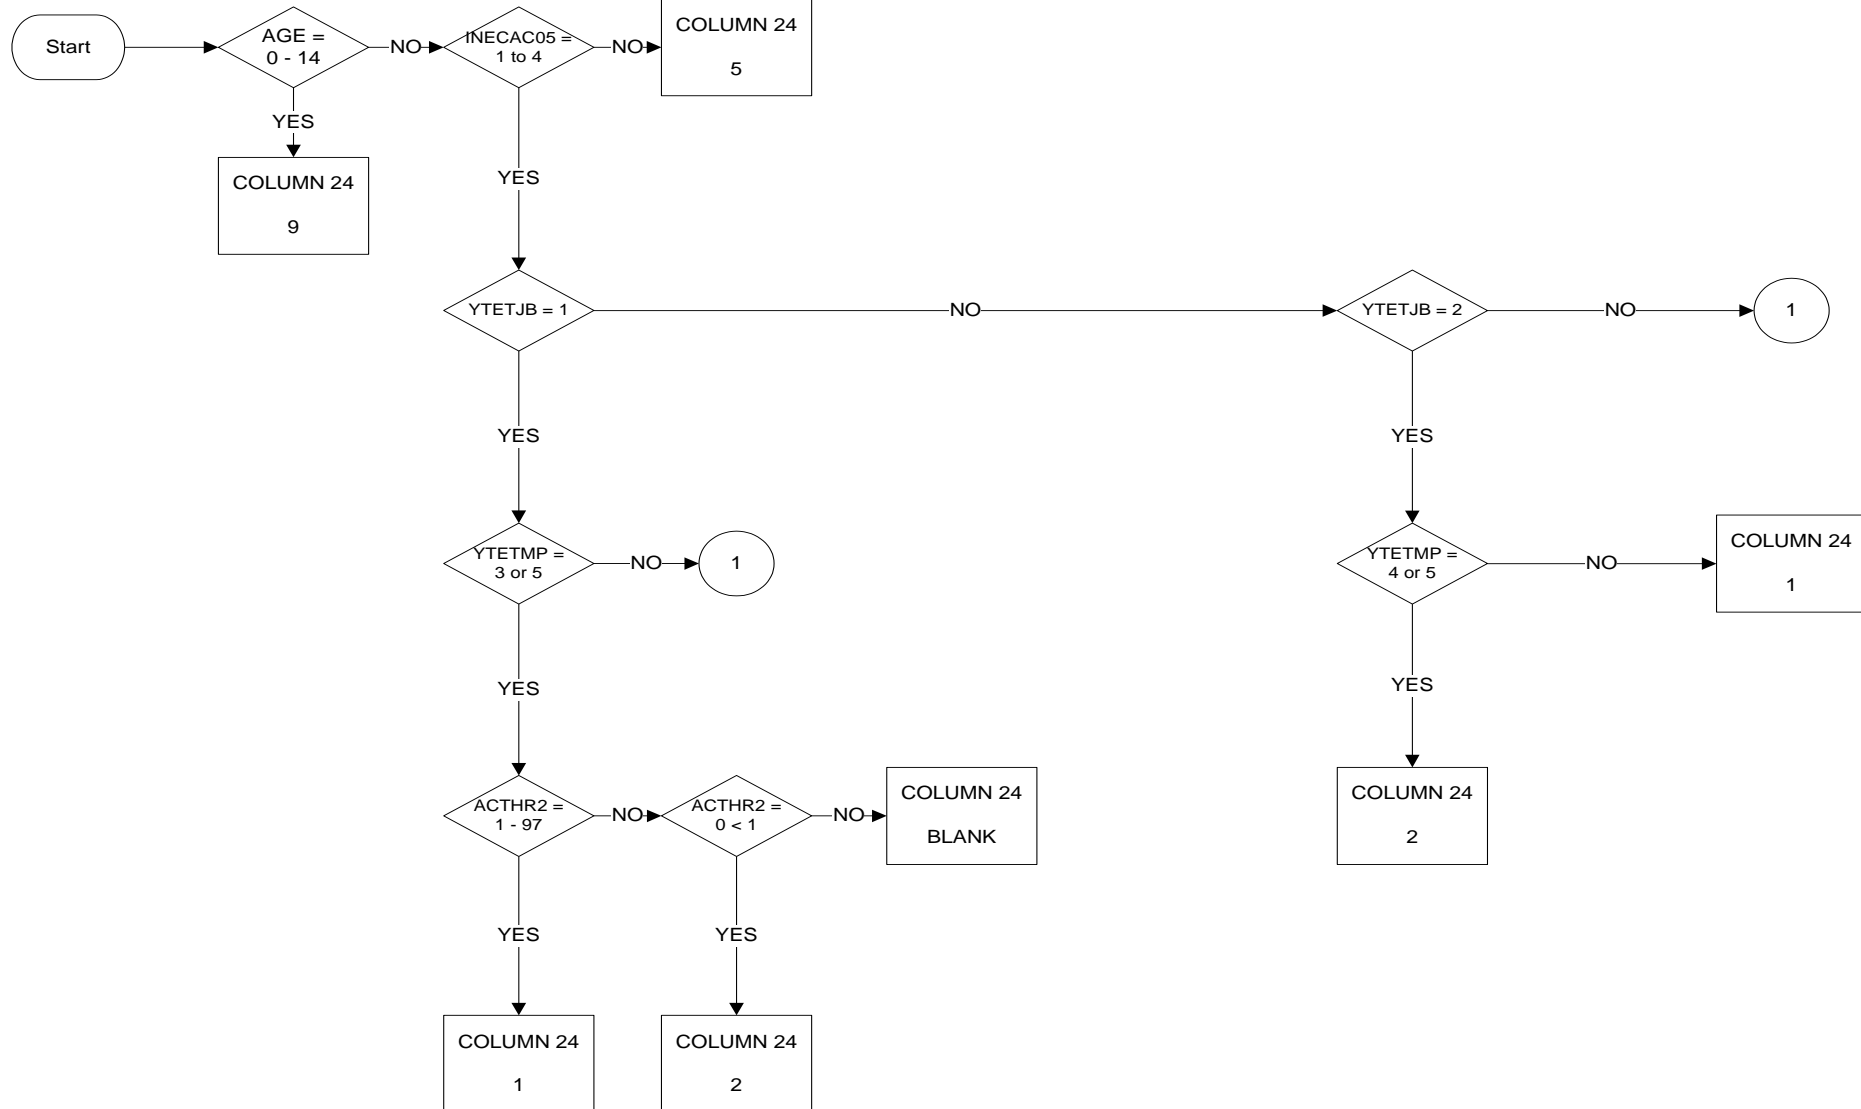 Start
AGE =
0 - 14
NO
INECAC05 =
1 to 4
NO
COLUMN 24
5
YES
COLUMN 24
9
YES
YTETJB = 1
NO
YTETJB = 2
NO
1
YES
YES
YTETMP =
3 or 5
NO
1
YTETMP =
4 or 5
NO
COLUMN 24
1
YES
YES
ACTHR2 =
1 - 97
NO
ACTHR2 =
0 < 1
NO
COLUMN 24
BLANK
COLUMN 24
2
YES
YES
COLUMN 24
1
COLUMN 24
2